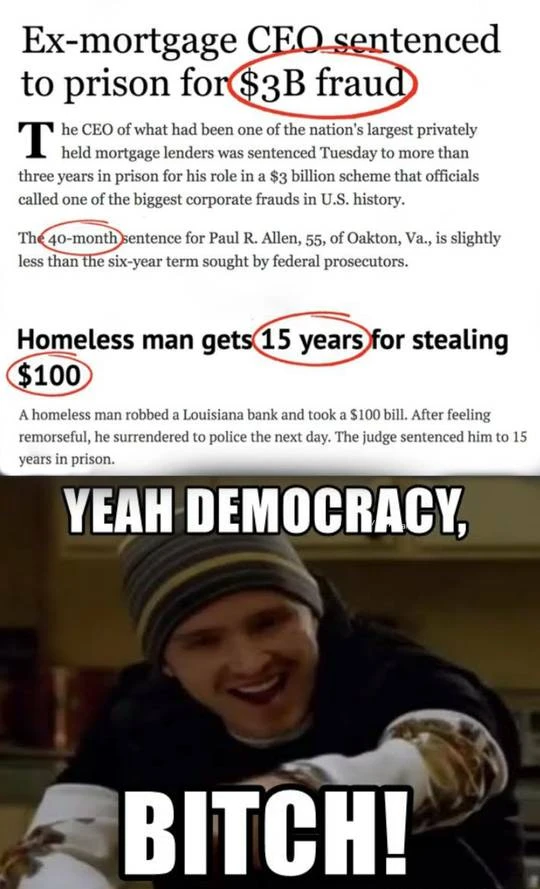 Ex-mortgage CEO sentenced
to prison for $3B fraud
The CEO of what had been one of the nation's largest privately
held mortgage lenders was sentenced Tuesday to more than
three years in prison for his role in a $3 billion scheme that officials
called one of the biggest corporate frauds in U.S. history.
The 40-month sentence for Paul R. Allen, 55, of Oakton, Va., is slightly
less than the six-year term sought by federal prosecutors.
Homeless man gets 15 years for stealing
$100
A homeless man robbed a Louisiana bank and took a $100 bill. After feeling
remorseful, he surrendered to police the next day. The judge sentenced him to 15
years in prison.
YEAH DEMOCRACY,
BITCH!